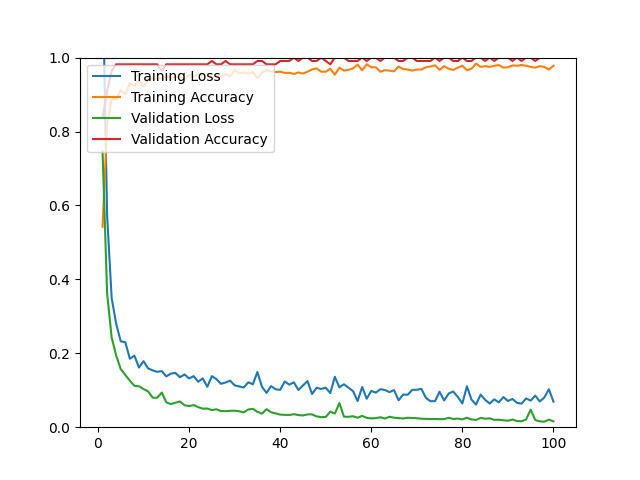 Training Loss
Training Accuracy
Validation Loss
Validation Accuracy
1.0
0.8
0.6
0.4
0.2
0.0
0 20 40 60 80 100